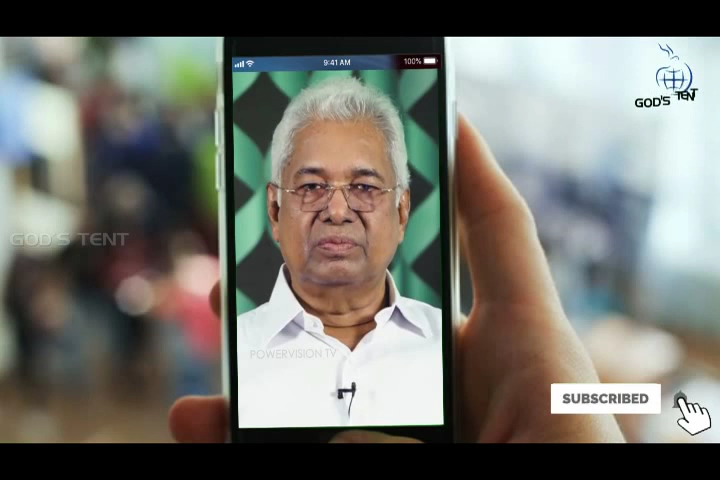 9:41 AM
100%
GOD'S TENT
GOD'S TENT
POWERVISION TV
SUBSCRIBED